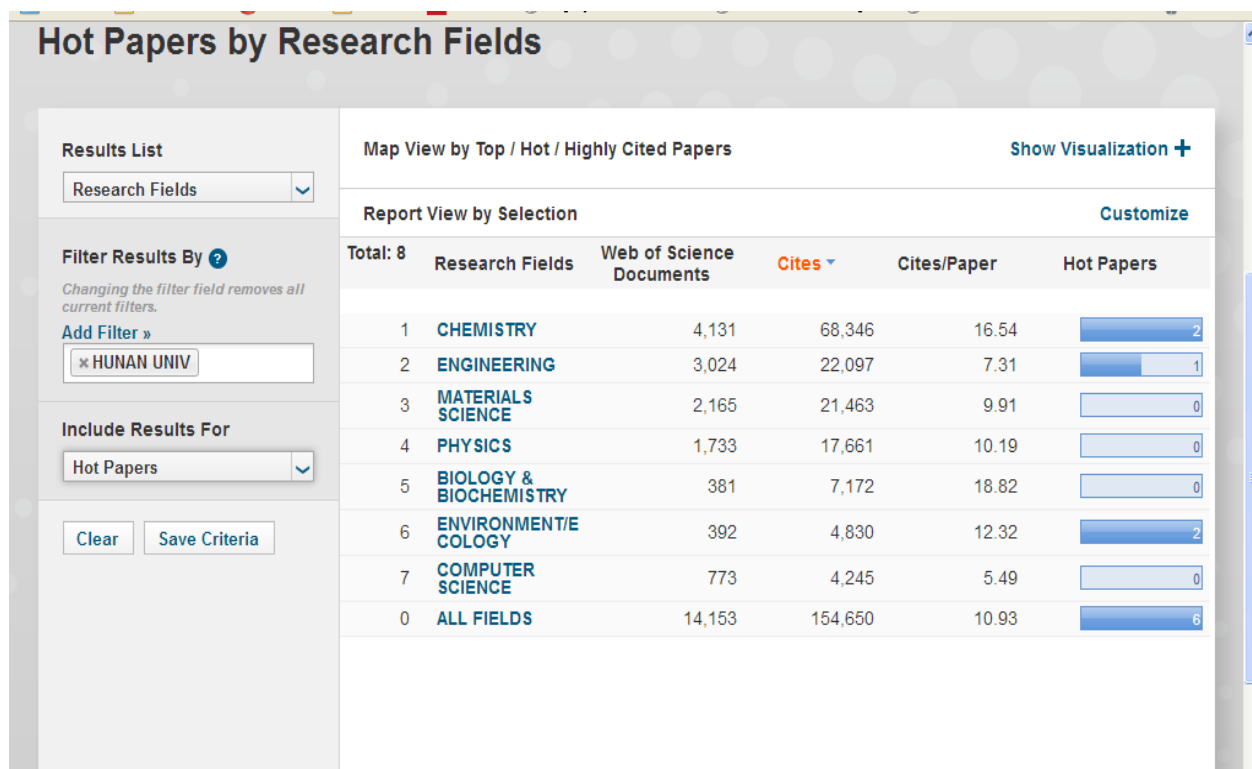 Hot Papers by Research Fields
Results List
Research Fields
Filter Results By ?
Changing the filter field removes all
current filters.
Add Filter »
× HUNAN UNIV
Include Results For
Hot Papers
Clear Save Criteria
Map View by Top / Hot / Highly Cited Papers Show Visualization +
Report View by Selection Customize
Total: 8 Research Fields Web of Science Documents Cites Cites/Paper Hot Papers
1 CHEMISTRY 4,131 68,346 16.54 2
2 ENGINEERING 3,024 22,097 7.31 1
3 MATERIALS SCIENCE 2,165 21,463 9.91 0
4 PHYSICS 1,733 17,661 10.19 0
5 BIOLOGY & BIOCHEMISTRY 381 7,172 18.82 0
6 ENVIRONMENT/E COLOGY 392 4,830 12.32 2
7 COMPUTER SCIENCE 773 4,245 5.49 0
0 ALL FIELDS 14,153 154,650 10.93 6